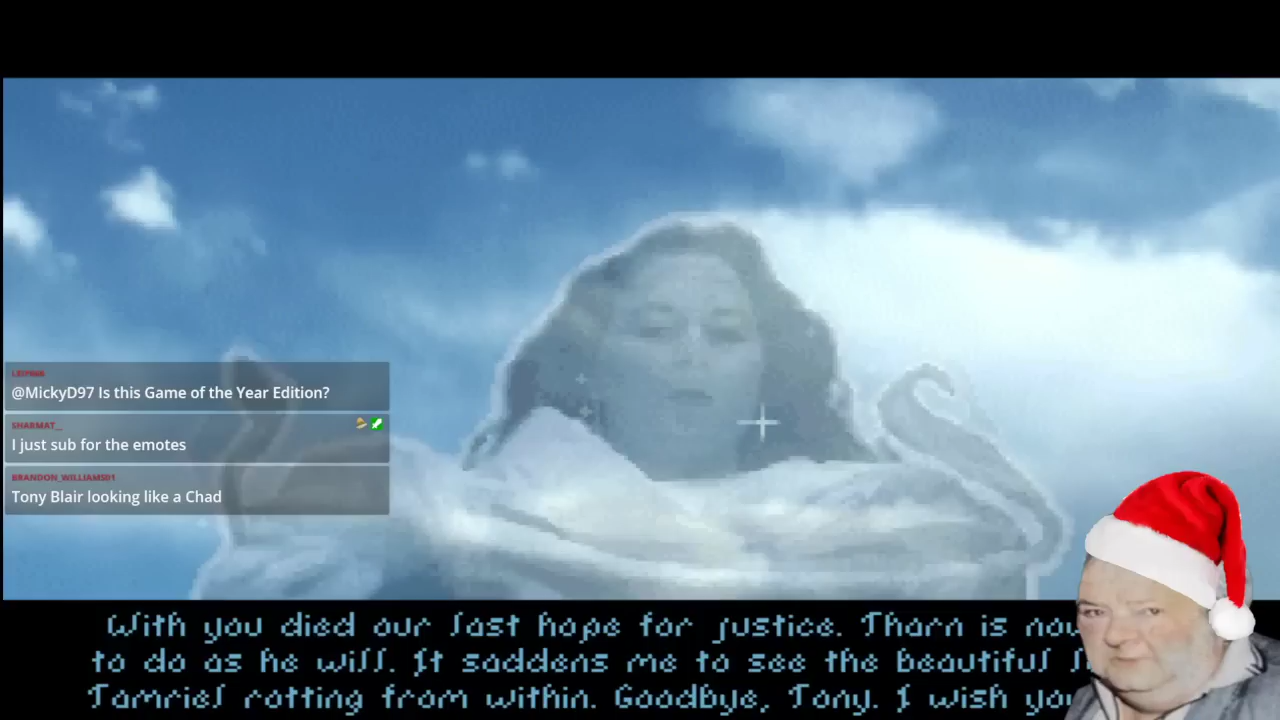 @MickyD97 Is this Game of the Year Edition?
SHARMAT__
I just sub for the emotes
BRANDON_WILLIAMS01
Tony Blair looking like a Chad
With you died our last hope for justice. Tharn is
to do as he will. It saddens me to see the beautiful
Tamriel rotting from within. Goodbye, Tony. I wish